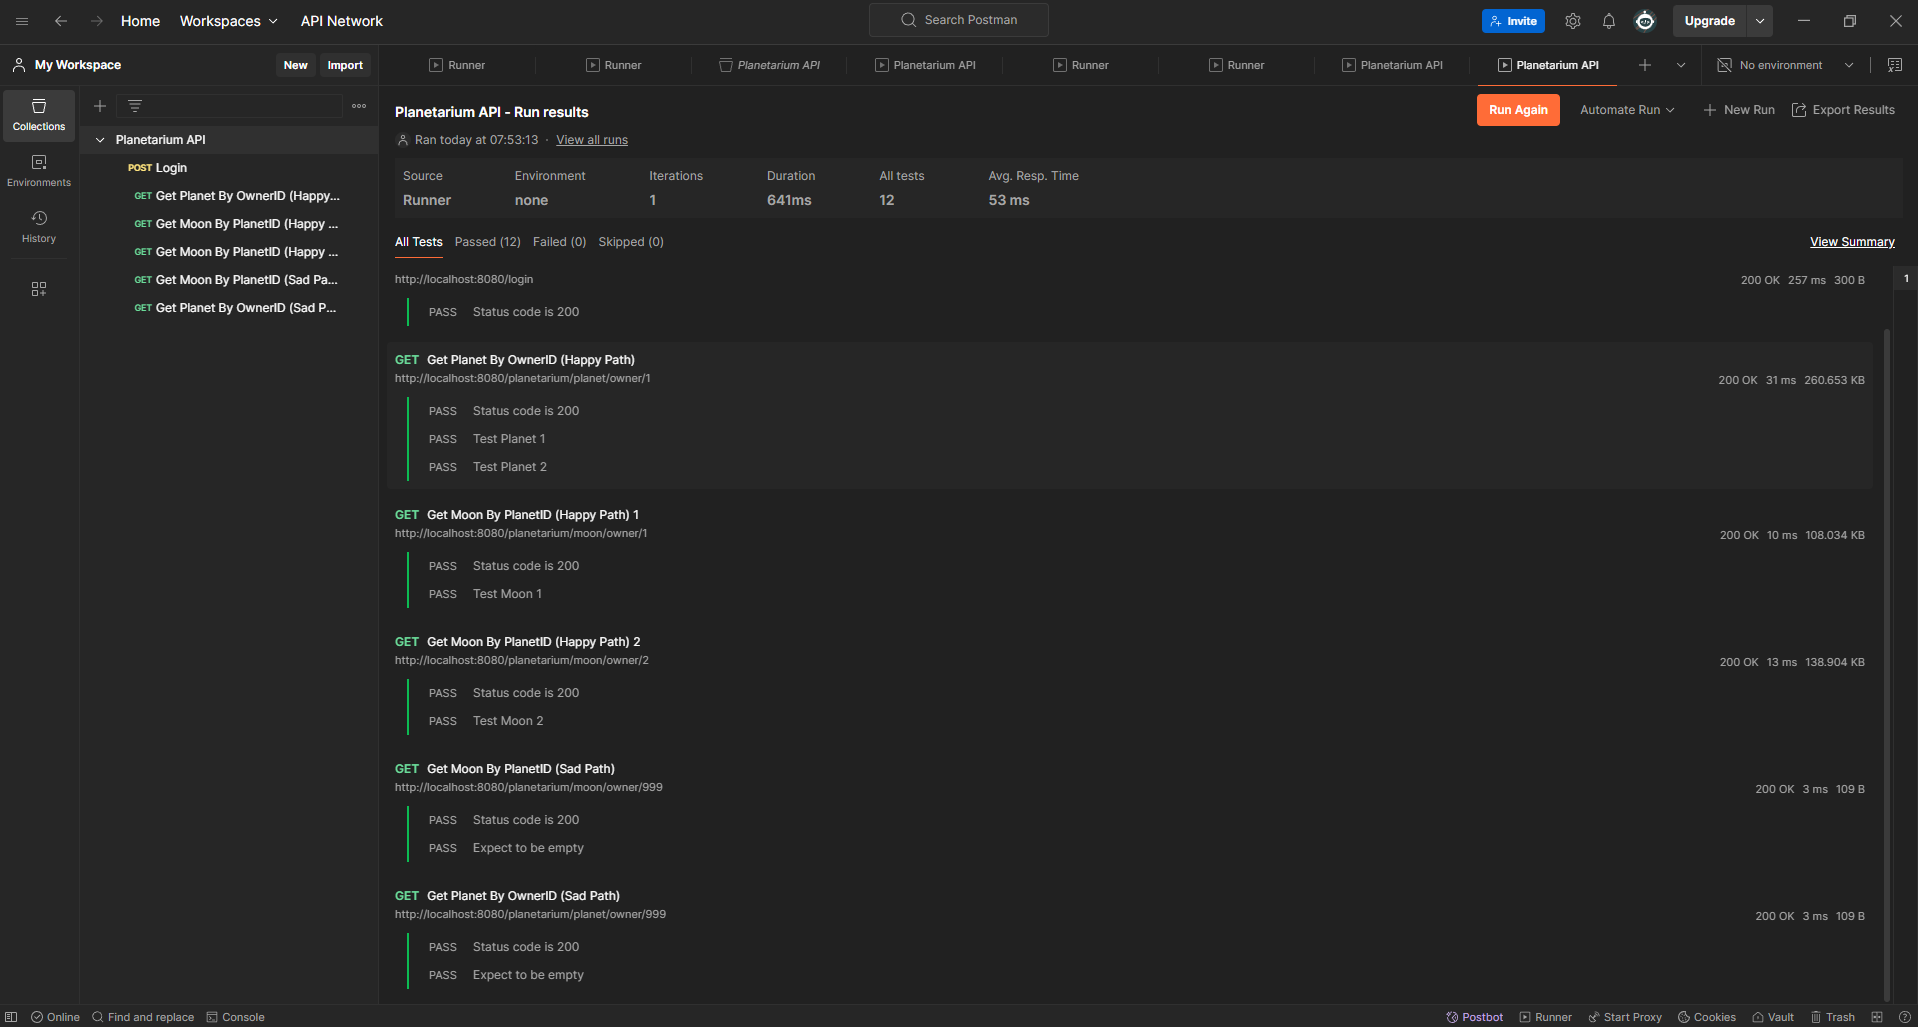 Home Workspaces API Network Search Postman Invite Upgrade
My Workspace New Import
Runner Runner Planetarium API Planetarium API Runner Runner Planetarium API Planetarium API No environment
Collections
Environments
History
Planetarium API
POST Login
GET Get Planet By OwnerID (Happy...
GET Get Moon By PlanetID (Happy ...
GET Get Moon By PlanetID (Happy ...
GET Get Moon By PlanetID (Sad Pa...
GET Get Planet By OwnerID (Sad P...
Planetarium API - Run results
Run Again Automate Run New Run Export Results
Ran today at 07:53:13 · View all runs
Source Environment Iterations Duration All tests Avg. Resp. Time
Runner none 1 641ms 12 53 ms
All Tests Passed (12) Failed (0) Skipped (0) View Summary
http://localhost:8080/login 200 OK 257 ms 300 B 1
PASS Status code is 200
GET Get Planet By OwnerID (Happy Path)
http://localhost:8080/planetarium/planet/owner/1 200 OK 31 ms 260.653 KB
PASS Status code is 200
PASS Test Planet 1
PASS Test Planet 2
GET Get Moon By PlanetID (Happy Path) 1
http://localhost:8080/planetarium/moon/owner/1 200 OK 10 ms 108.034 KB
PASS Status code is 200
PASS Test Moon 1
GET Get Moon By PlanetID (Happy Path) 2
http://localhost:8080/planetarium/moon/owner/2 200 OK 13 ms 138.904 KB
PASS Status code is 200
PASS Test Moon 2
GET Get Moon By PlanetID (Sad Path)
http://localhost:8080/planetarium/moon/owner/999 200 OK 3 ms 109 B
PASS Status code is 200
PASS Expect to be empty
GET Get Planet By OwnerID (Sad Path)
http://localhost:8080/planetarium/planet/owner/999 200 OK 3 ms 109 B
PASS Status code is 200
PASS Expect to be empty
Online Find and replace Console Postbot Runner Start Proxy Cookies Vault Trash